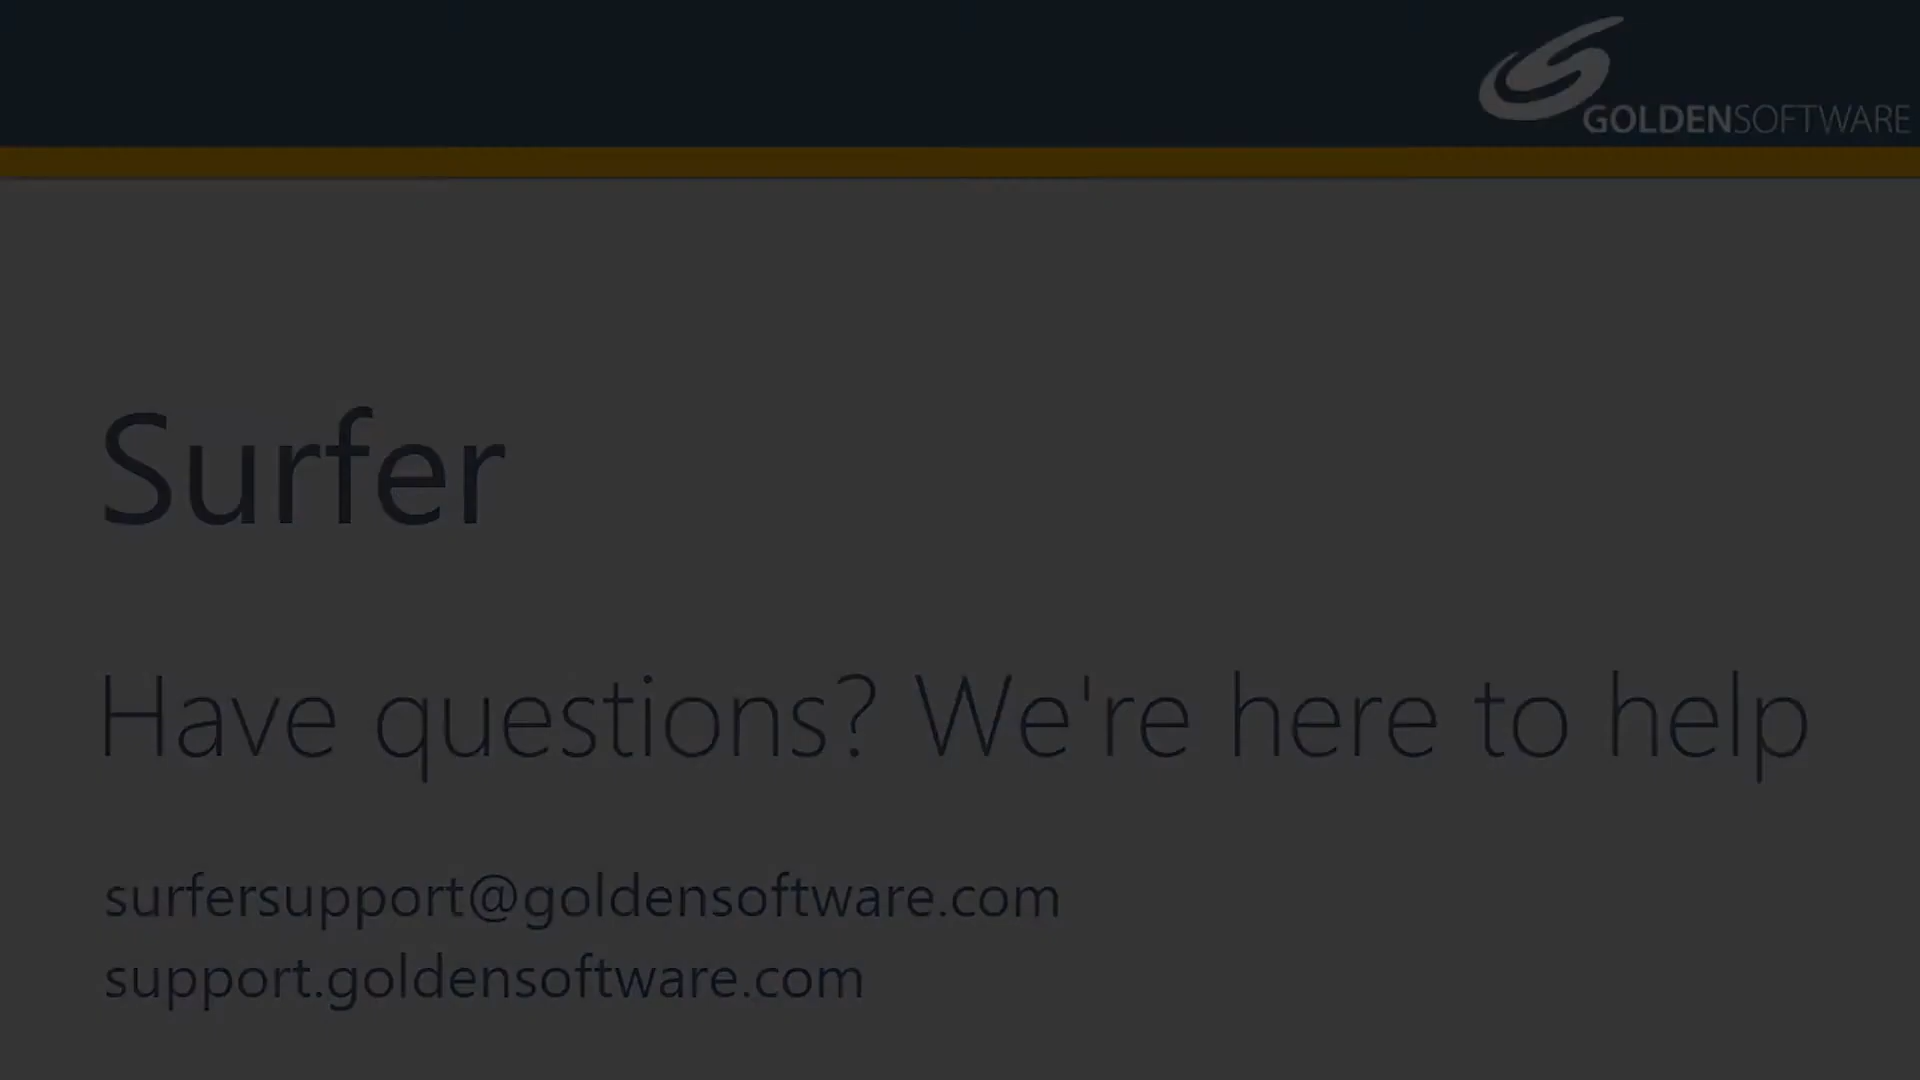 GOLDENSOFTWARE
Surfer
Have questions? We're here to help
surfersupport@goldensoftware.com
support.goldensoftware.com